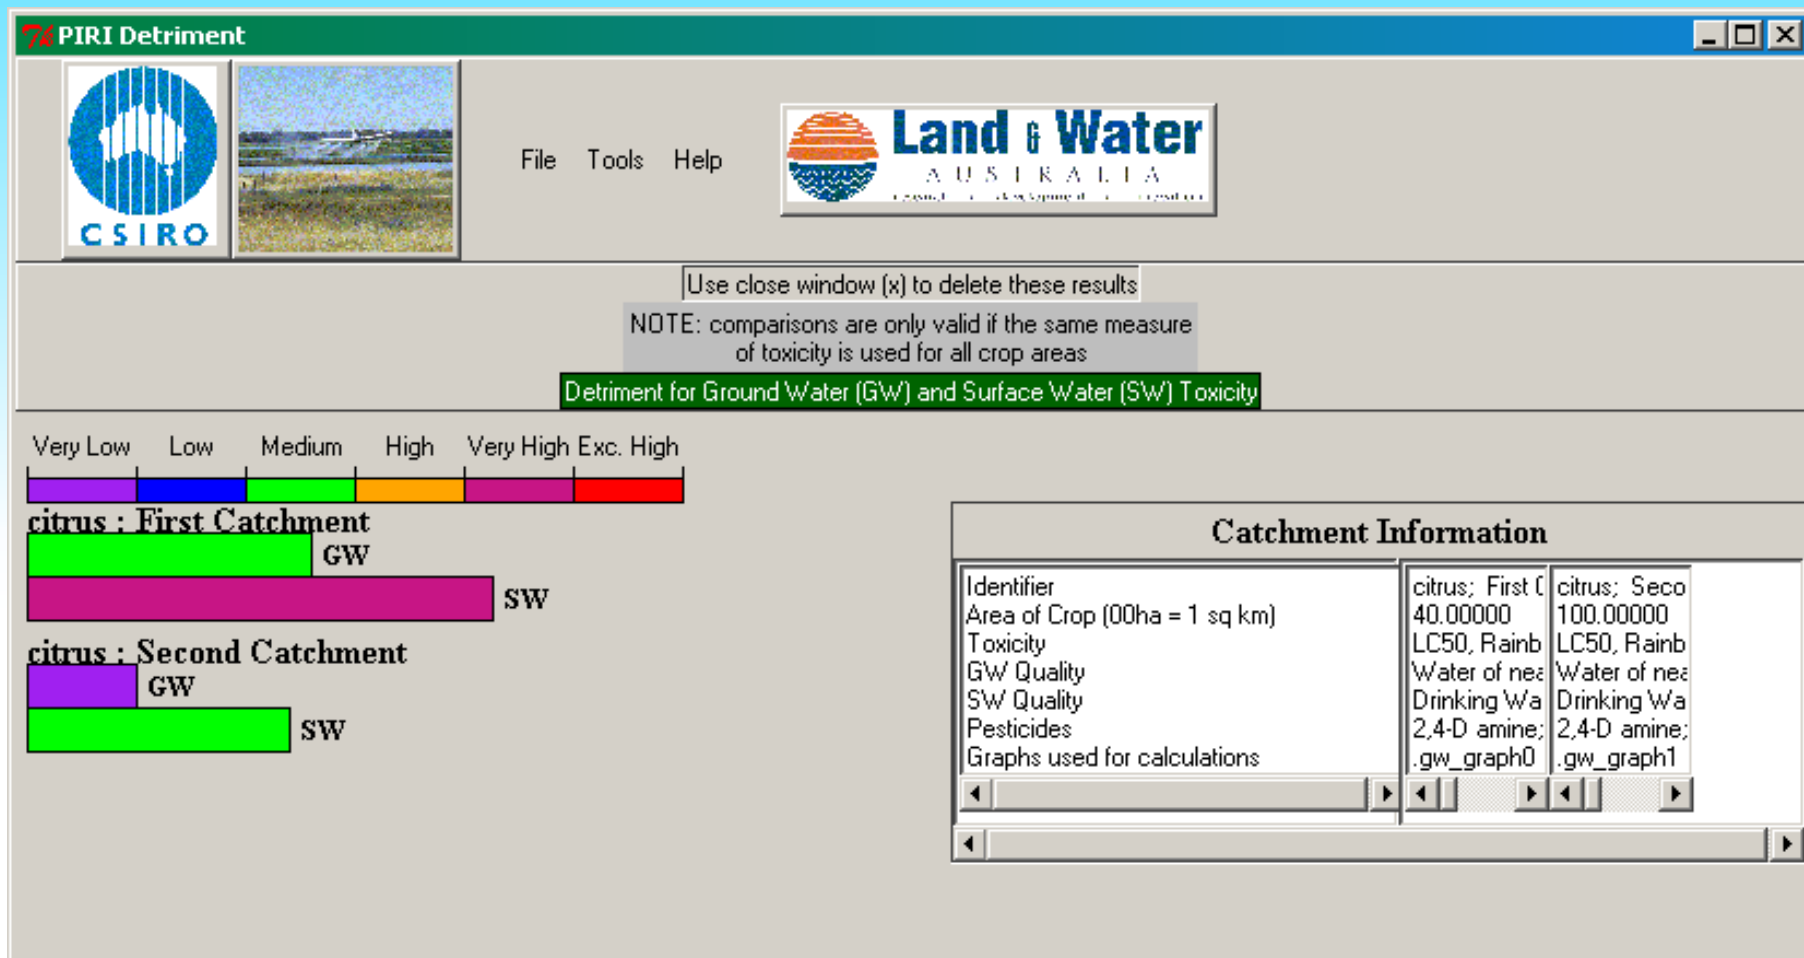 PIRI Detriment
CSIRO
File Tools Help
Land & Water
AUSTRALIA
Use close window (x) to delete these results
NOTE: comparisons are only valid if the same measure
of toxicity is used for all crop areas
Detriment for Ground Water (GW) and Surface Water (SW) Toxicity
Very Low Low Medium High Very High Exc. High
citrus : First Catchment
GW
SW
citrus : Second Catchment
GW
SW
Catchment Information
Identifier citrus; First C citrus; Seco
Area of Crop (00ha = 1 sq km) 40.00000 100.00000
Toxicity LC50, Rainb LC50, Rainb
GW Quality Water of nea Water of nea
SW Quality Drinking Wa Drinking Wa
Pesticides 2,4-D amine; 2,4-D amine;
Graphs used for calculations .gw_graph0 .gw_graph1